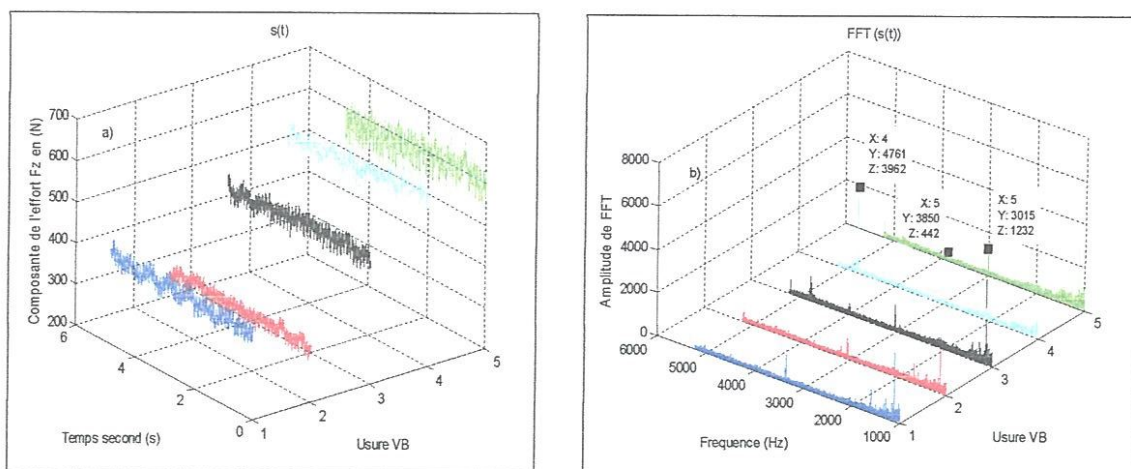 s(t)
a)
Composante de l'effort Fz en (N)
700
600
500
400
300
200
6
4
2
0
1
2
3
4
5
Temps second (s)
Usure VB
FFT (s(t))
b)
Amplitude de FFT
8000
6000
4000
2000
0
X: 4
Y: 4761
Z: 3962
X: 5
Y: 3850
Z: 442
X: 5
Y: 3015
Z: 1232
6000
5000
4000
3000
2000
1000
1
2
3
4
5
Frequence (Hz)
Usure VB